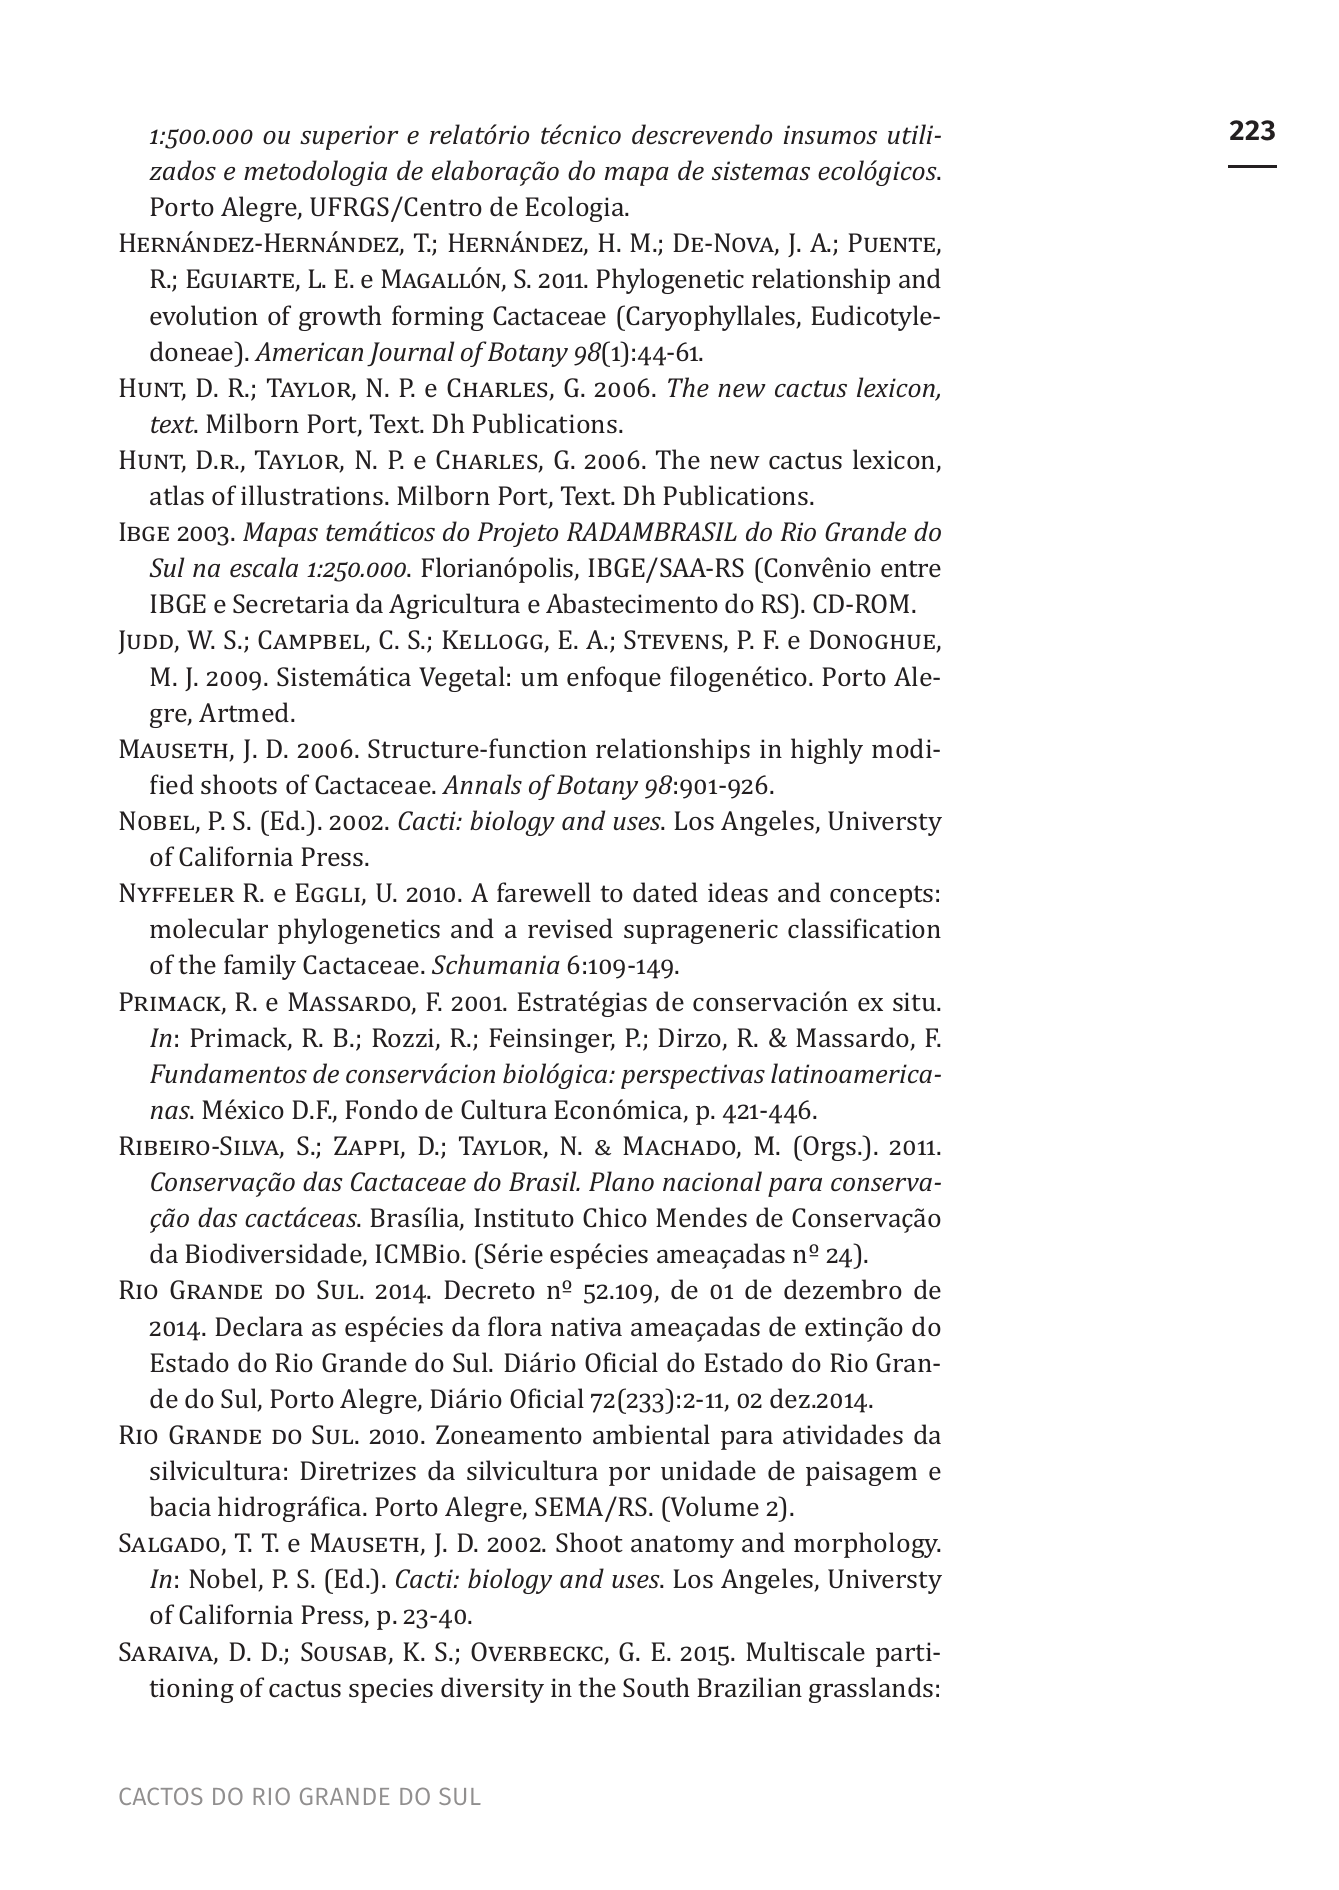 223
1:500.000 ou superior e relatório técnico descrevendo insumos utili-
zados e metodologia de elaboração do mapa de sistemas ecológicos.
Porto Alegre, UFRGS/Centro de Ecologia.
Hernández-Hernández, T.; Hernández, H. M.; De-Nova, J. A.; Puente,
R.; Eguiarte, L. E. e Magallón, S. 2011. Phylogenetic relationship and
evolution of growth forming Cactaceae (Caryophyllales, Eudicotyle-
doneae). American Journal of Botany 98(1):44-61.
Hunt, D. R.; Taylor, N. P. e Charles, G. 2006. The new cactus lexicon,
text. Milborn Port, Text. Dh Publications.
Hunt, D.r., Taylor, N. P. e Charles, G. 2006. The new cactus lexicon,
atlas of illustrations. Milborn Port, Text. Dh Publications.
Ibge 2003. Mapas temáticos do Projeto RADAMBRASIL do Rio Grande do
Sul na escala 1:250.000. Florianópolis, IBGE/SAA-RS (Convênio entre
IBGE e Secretaria da Agricultura e Abastecimento do RS). CD-ROM.
Judd, W. S.; Campbel, C. S.; Kellogg, E. A.; Stevens, P. F. e Donoghue,
M. J. 2009. Sistemática Vegetal: um enfoque filogenético. Porto Ale-
gre, Artmed.
Mauseth, J. D. 2006. Structure-function relationships in highly modi-
fied shoots of Cactaceae. Annals of Botany 98:901-926.
Nobel, P. S. (Ed.). 2002. Cacti: biology and uses. Los Angeles, Universty
of California Press.
Nyffeler R. e Eggli, U. 2010. A farewell to dated ideas and concepts:
molecular phylogenetics and a revised suprageneric classification
of the family Cactaceae. Schumania 6:109-149.
Primack, R. e Massardo, F. 2001. Estratégias de conservación ex situ.
In: Primack, R. B.; Rozzi, R.; Feinsinger, P.; Dirzo, R. & Massardo, F.
Fundamentos de conservácion biológica: perspectivas latinoamerica-
nas. México D.F., Fondo de Cultura Económica, p. 421-446.
Ribeiro-Silva, S.; Zappi, D.; Taylor, N. & Machado, M. (Orgs.). 2011.
Conservação das Cactaceae do Brasil. Plano nacional para conserva-
ção das cactáceas. Brasília, Instituto Chico Mendes de Conservação
da Biodiversidade, ICMBio. (Série espécies ameaçadas nº 24).
Rio Grande do Sul. 2014. Decreto nº 52.109, de 01 de dezembro de
2014. Declara as espécies da flora nativa ameaçadas de extinção do
Estado do Rio Grande do Sul. Diário Oficial do Estado do Rio Gran-
de do Sul, Porto Alegre, Diário Oficial 72(233):2-11, 02 dez.2014.
Rio Grande do Sul. 2010. Zoneamento ambiental para atividades da
silvicultura: Diretrizes da silvicultura por unidade de paisagem e
bacia hidrográfica. Porto Alegre, SEMA/RS. (Volume 2).
Salgado, T. T. e Mauseth, J. D. 2002. Shoot anatomy and morphology.
In: Nobel, P. S. (Ed.). Cacti: biology and uses. Los Angeles, Universty
of California Press, p. 23-40.
Saraiva, D. D.; Sousab, K. S.; Overbeckc, G. E. 2015. Multiscale parti-
tioning of cactus species diversity in the South Brazilian grasslands:
CACTOS DO RIO GRANDE DO SUL